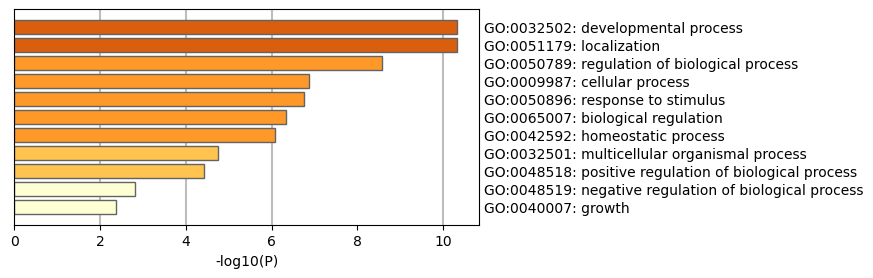 GO:0032502: developmental process
GO:0051179: localization
GO:0050789: regulation of biological process
GO:0009987: cellular process
GO:0050896: response to stimulus
GO:0065007: biological regulation
GO:0042592: homeostatic process
GO:0032501: multicellular organismal process
GO:0048518: positive regulation of biological process
GO:0048519: negative regulation of biological process
GO:0040007: growth
0 2 4 6 8 10
-log10(P)